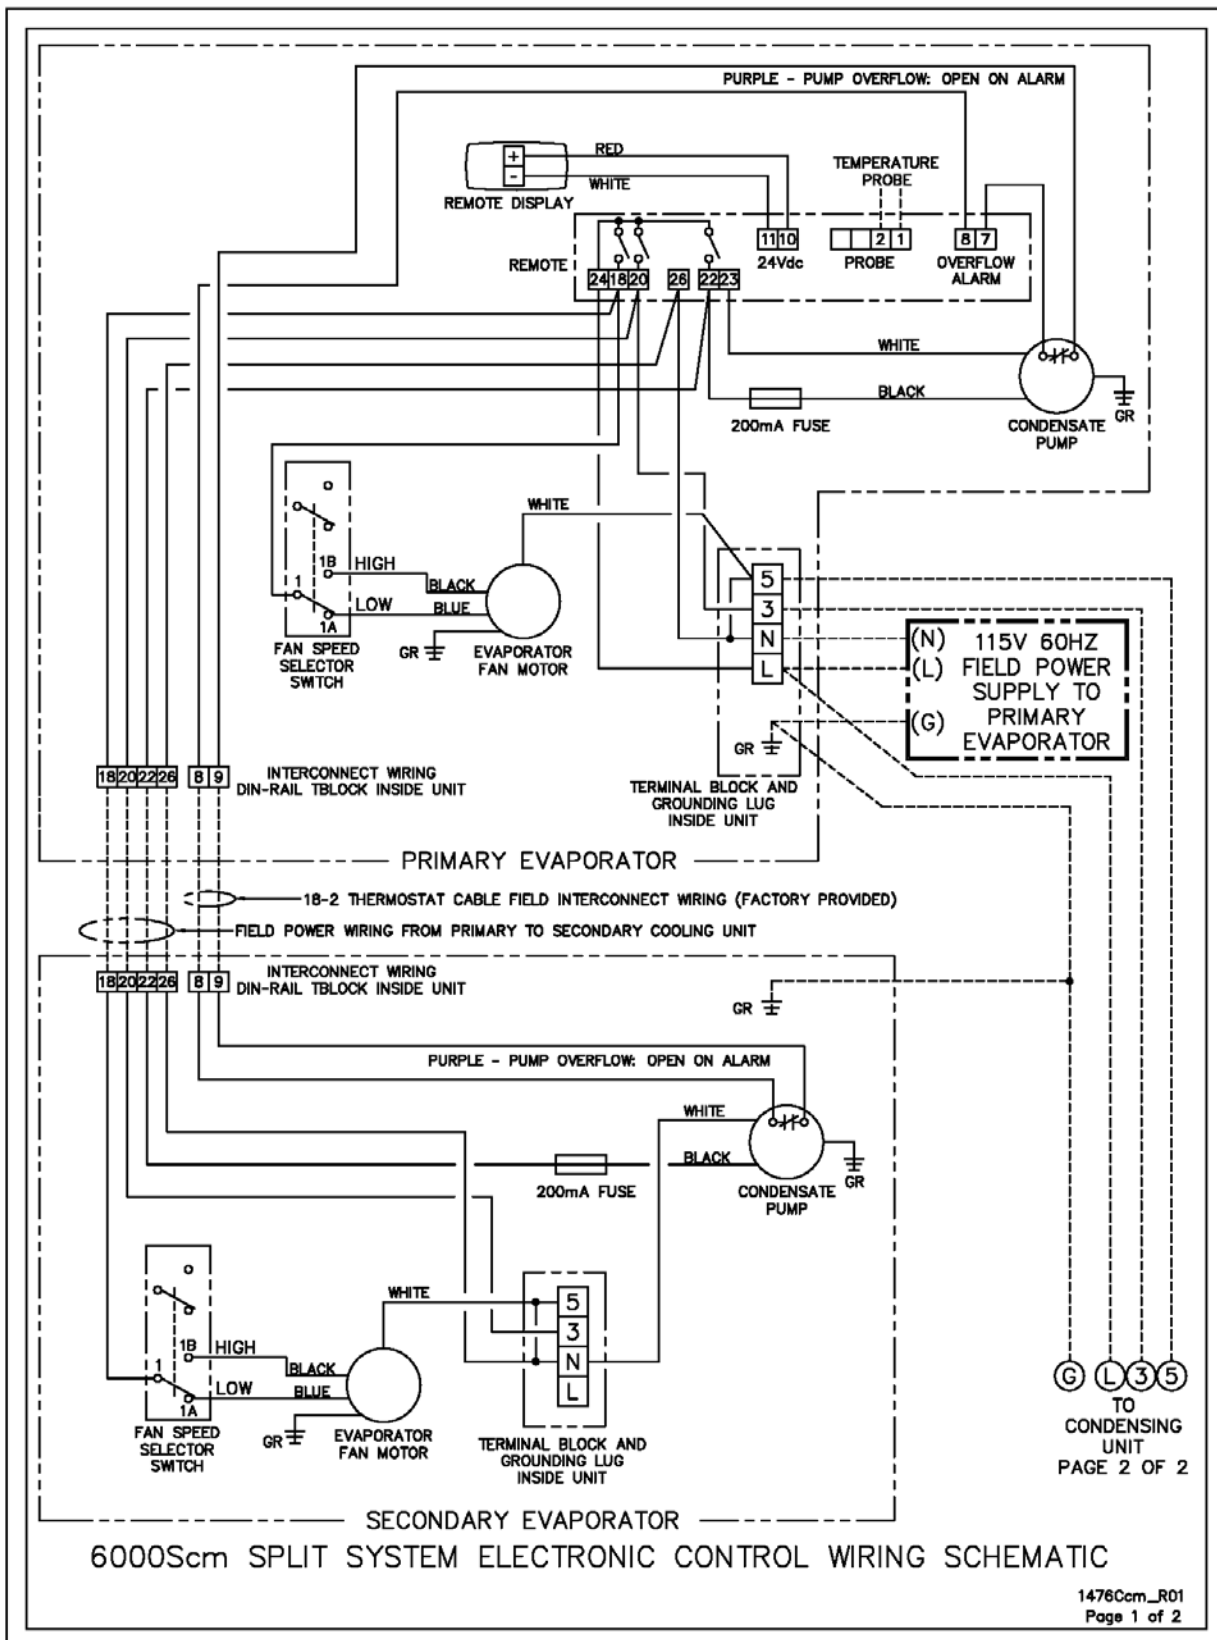 PURPLE - PUMP OVERFLOW: OPEN ON ALARM
+
RED
-
WHITE
REMOTE DISPLAY
TEMPERATURE
PROBE
11 10
24Vdc
2 1
PROBE
8 7
OVERFLOW
ALARM
REMOTE
24 18 20 26 22 23
WHITE
BLACK
200mA FUSE
CONDENSATE
PUMP
GR
WHITE
1B
HIGH
BLACK
1
LOW
BLUE
1A
FAN SPEED
SELECTOR
SWITCH
GR
EVAPORATOR
FAN MOTOR
5
3
N
L
GR
TERMINAL BLOCK AND
GROUNDING LUG
INSIDE UNIT
(N)
(L)
(G)
115V 60HZ
FIELD POWER
SUPPLY TO
PRIMARY
EVAPORATOR
18 20 22 26 8 9
INTERCONNECT WIRING
DIN-RAIL TBLOCK INSIDE UNIT
PRIMARY EVAPORATOR
18-2 THERMOSTAT CABLE FIELD INTERCONNECT WIRING (FACTORY PROVIDED)
FIELD POWER WIRING FROM PRIMARY TO SECONDARY COOLING UNIT
18 20 22 26 8 9
INTERCONNECT WIRING
DIN-RAIL TBLOCK INSIDE UNIT
GR
PURPLE - PUMP OVERFLOW: OPEN ON ALARM
WHITE
BLACK
200mA FUSE
CONDENSATE
PUMP
GR
WHITE
1B
HIGH
BLACK
1
LOW
BLUE
1A
FAN SPEED
SELECTOR
SWITCH
GR
EVAPORATOR
FAN MOTOR
5
3
N
L
TERMINAL BLOCK AND
GROUNDING LUG
INSIDE UNIT
G L 3 5
TO
CONDENSING
UNIT
PAGE 2 OF 2
SECONDARY EVAPORATOR
6000Scm SPLIT SYSTEM ELECTRONIC CONTROL WIRING SCHEMATIC
1476Ccm_R01
Page 1 of 2